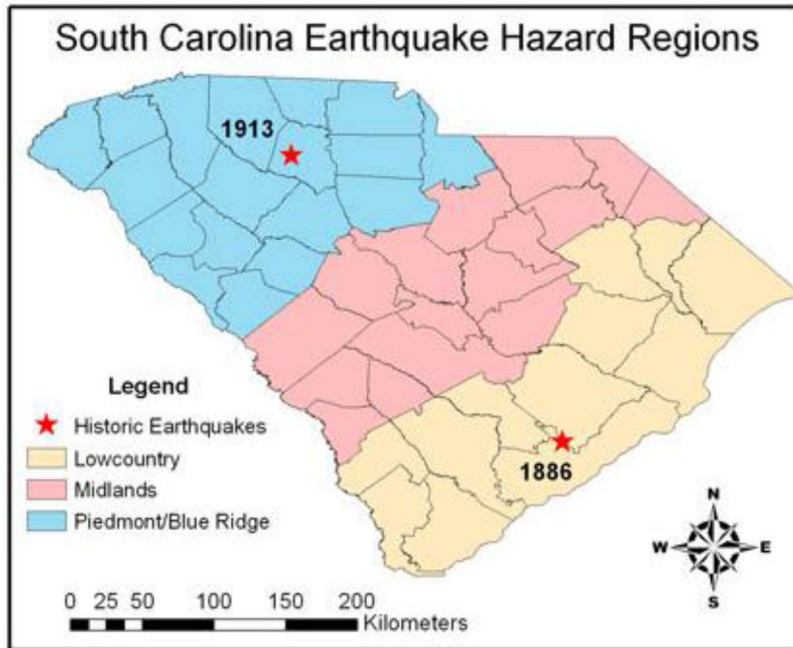 South Carolina Earthquake Hazard Regions
1913
Legend
Historic Earthquakes
Lowcountry
Midlands
Piedmont/Blue Ridge
1886
N
W E
S
0 25 50 100 150 200
Kilometers